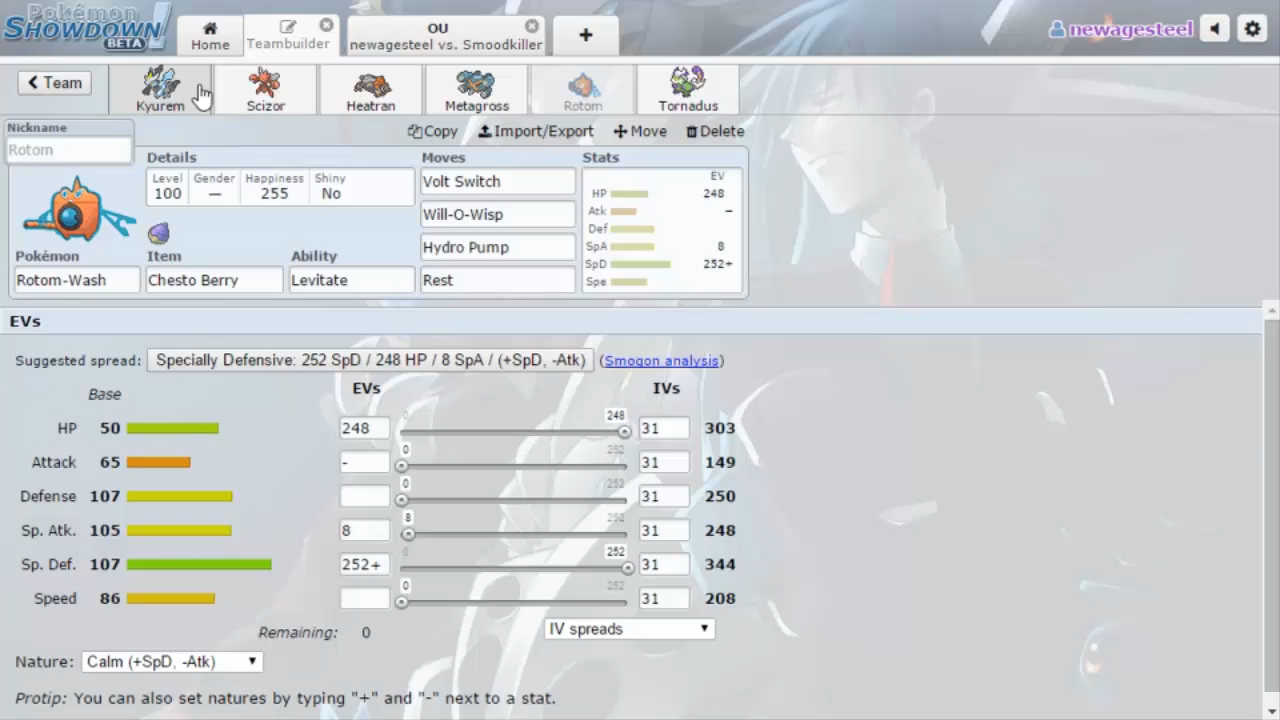 Pokémon
SHOWDOWN!
BETA
Home
Teambuilder
OU
newagesteel vs. Smoodkiller
+
newagesteel
< Team
Kyurem
Scizor
Heatran
Metagross
Rotom
Tornadus
Nickname
Rotom
Copy
Import/Export
Move
Delete
Details
Level
100
Gender
—
Happiness
255
Shiny
No
Pokémon
Rotom-Wash
Item
Chesto Berry
Ability
Levitate
Moves
Volt Switch
Will-O-Wisp
Hydro Pump
Rest
Stats
EV
HP 248
Atk –
Def
SpA 8
SpD 252+
Spe
EVs
Suggested spread: Specially Defensive: 252 SpD / 248 HP / 8 SpA / (+SpD, -Atk) (Smogon analysis)
Base EVs IVs
HP 50 248 0 248 31 303
Attack 65 - 0 252 31 149
Defense 107 0 252 31 250
Sp. Atk. 105 8 8 252 31 248
Sp. Def. 107 252+ 0 252 31 344
Speed 86 0 252 31 208
Remaining: 0 IV spreads
Nature: Calm (+SpD, -Atk)
Protip: You can also set natures by typing "+" and "-" next to a stat.